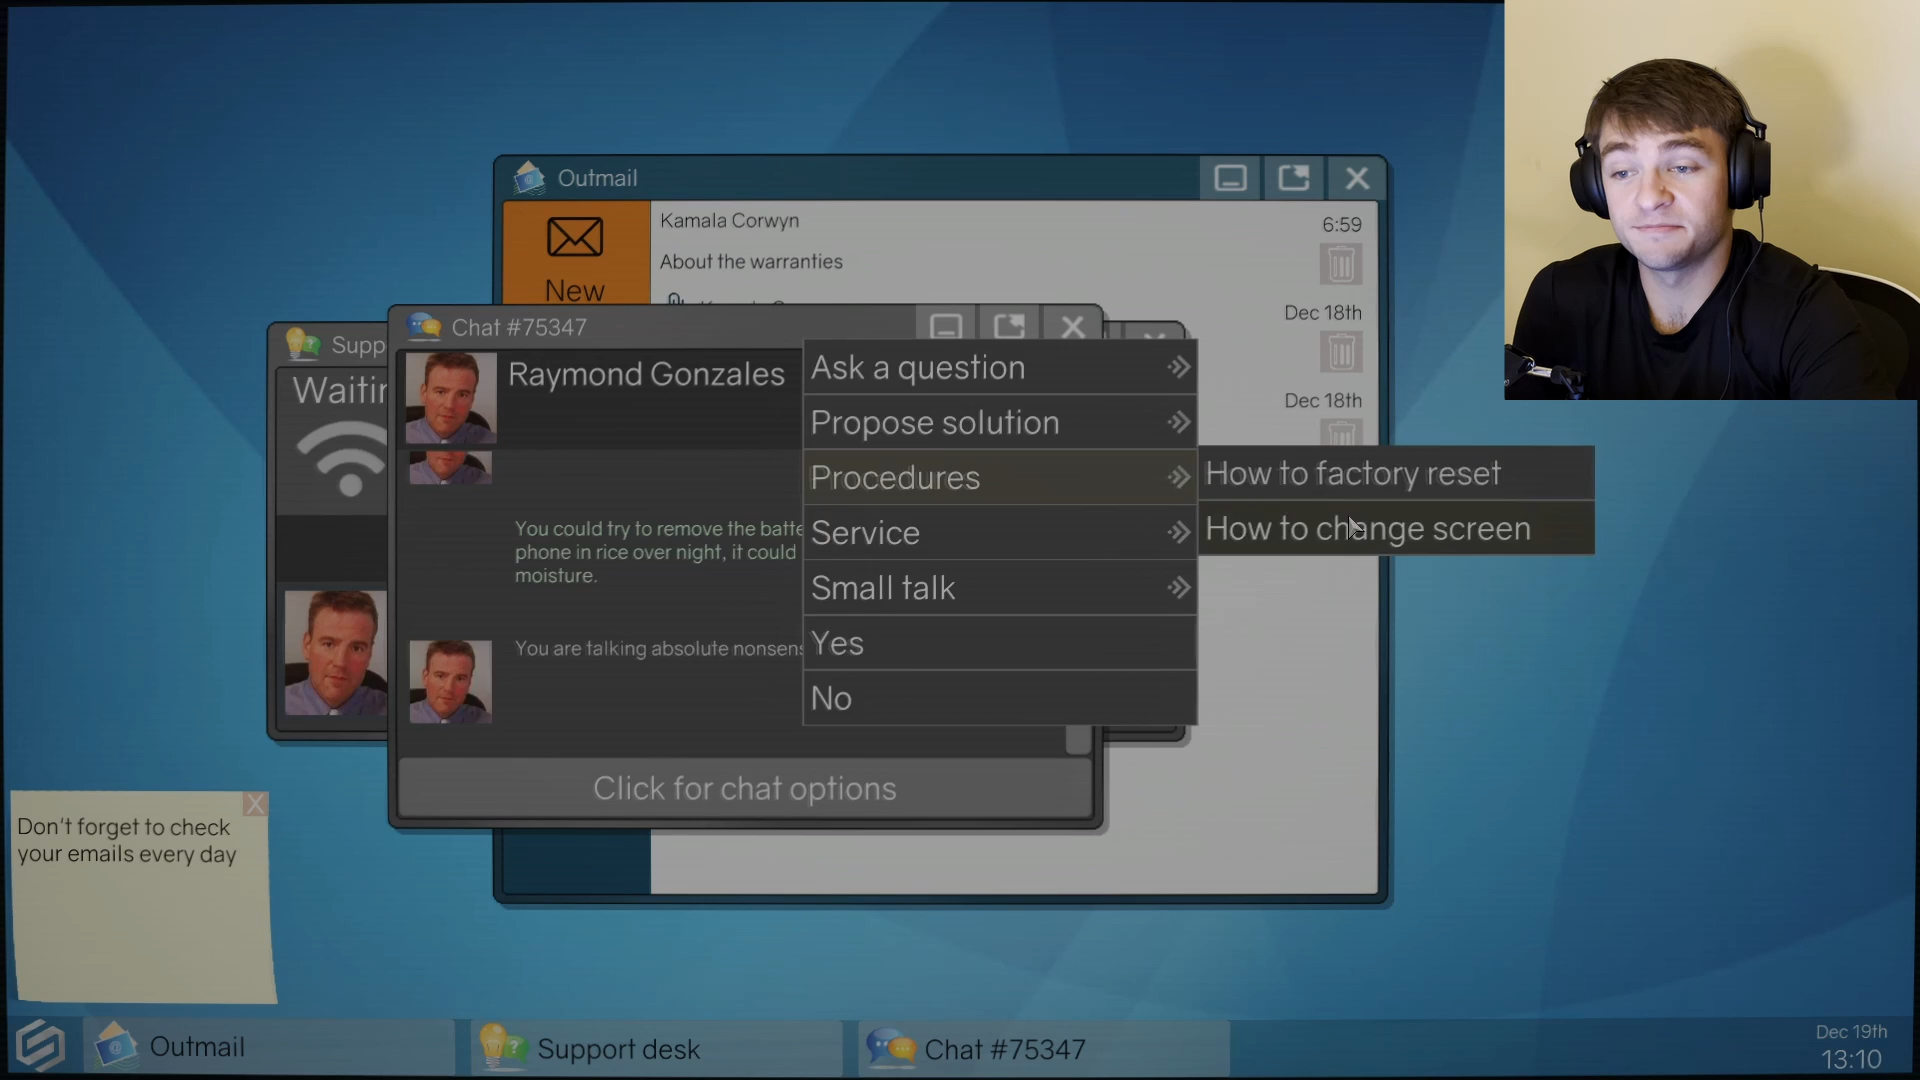 Outmail
Kamala Corwyn
6:59
About the warranties
New
Dec 18th
Dec 18th
Supp
Waitin
Chat #75347
Raymond Gonzales
You could try to remove the batte
phone in rice over night, it could
moisture.
You are talking absolute nonsens
Ask a question
Propose solution
Procedures
Service
Small talk
Yes
No
How to factory reset
How to change screen
Click for chat options
X
Don't forget to check
your emails every day
Outmail
Support desk
Chat #75347
Dec 19th
13:10